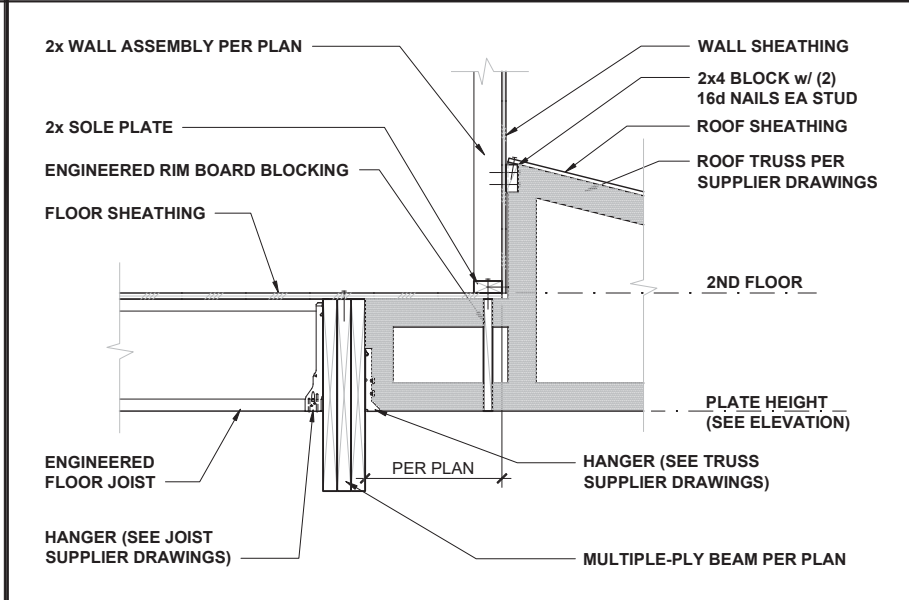 2x WALL ASSEMBLY PER PLAN
2x SOLE PLATE
ENGINEERED RIM BOARD BLOCKING
FLOOR SHEATHING
ENGINEERED
FLOOR JOIST
HANGER (SEE JOIST
SUPPLIER DRAWINGS)
PER PLAN
WALL SHEATHING
2x4 BLOCK w/ (2)
16d NAILS EA STUD
ROOF SHEATHING
ROOF TRUSS PER
SUPPLIER DRAWINGS
2ND FLOOR
PLATE HEIGHT
(SEE ELEVATION)
HANGER (SEE TRUSS
SUPPLIER DRAWINGS)
MULTIPLE-PLY BEAM PER PLAN